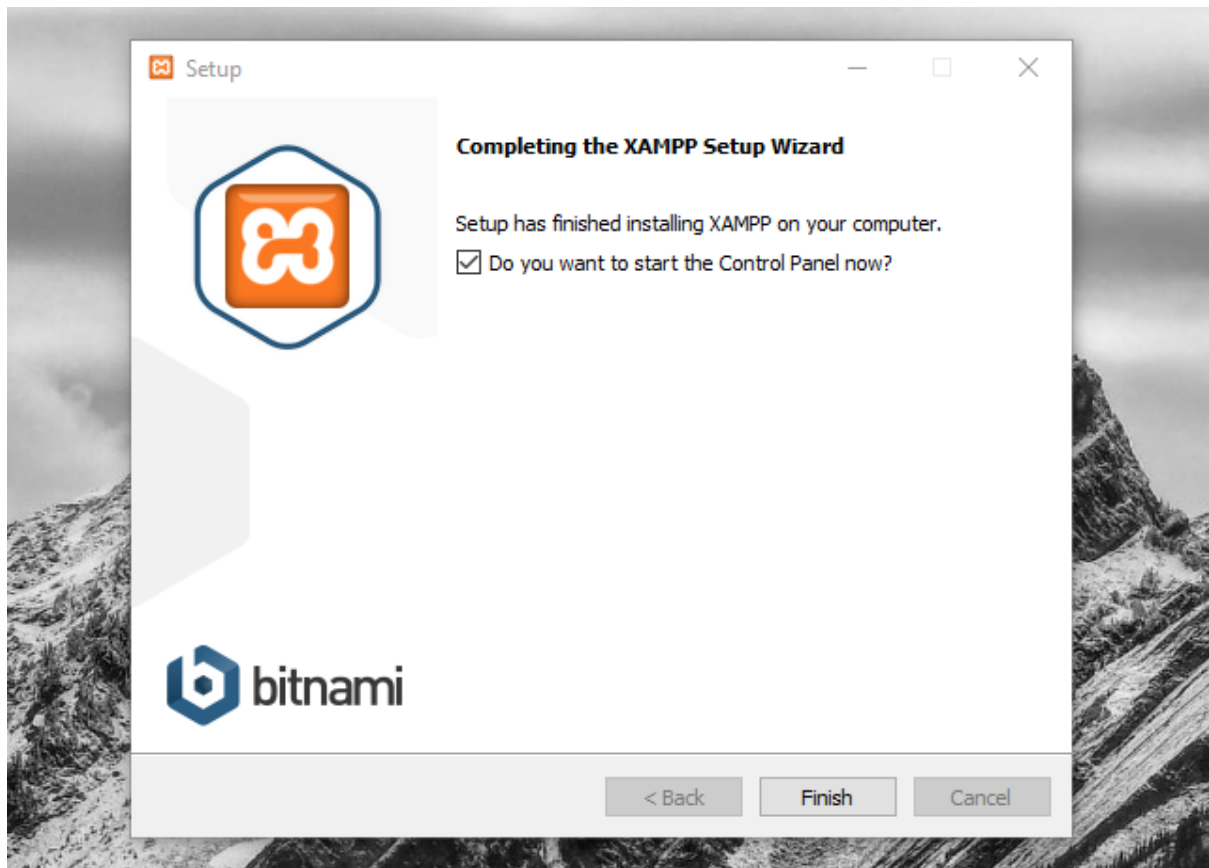 Setup
Completing the XAMPP Setup Wizard
Setup has finished installing XAMPP on your computer.
Do you want to start the Control Panel now?
bitnami
< Back
Finish
Cancel